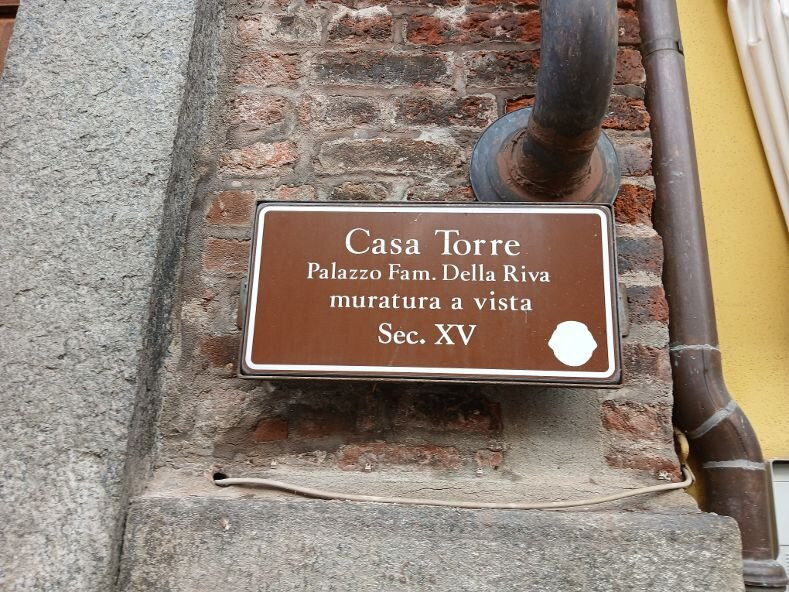 Casa Torre
Palazzo Fam. Della Riva
muratura a vista
Sec. XV